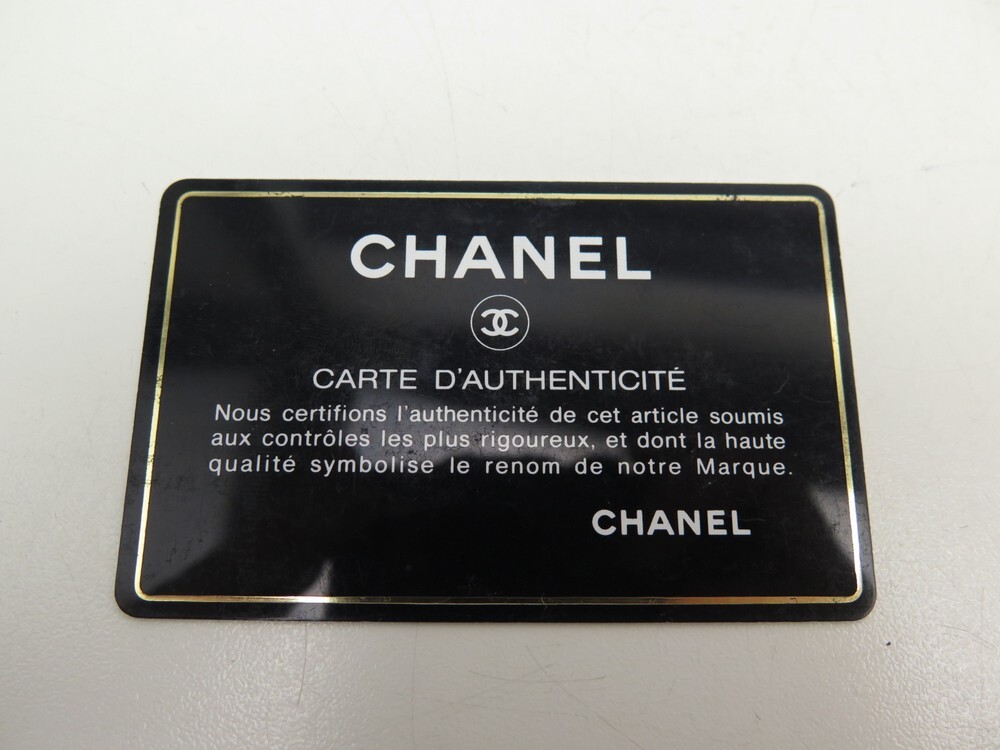 CHANEL
CARTE D'AUTHENTICITÉ
Nous certifions l'authenticité de cet article soumis
aux contrôles les plus rigoureux, et dont la haute
qualité symbolise le renom de notre Marque.
CHANEL